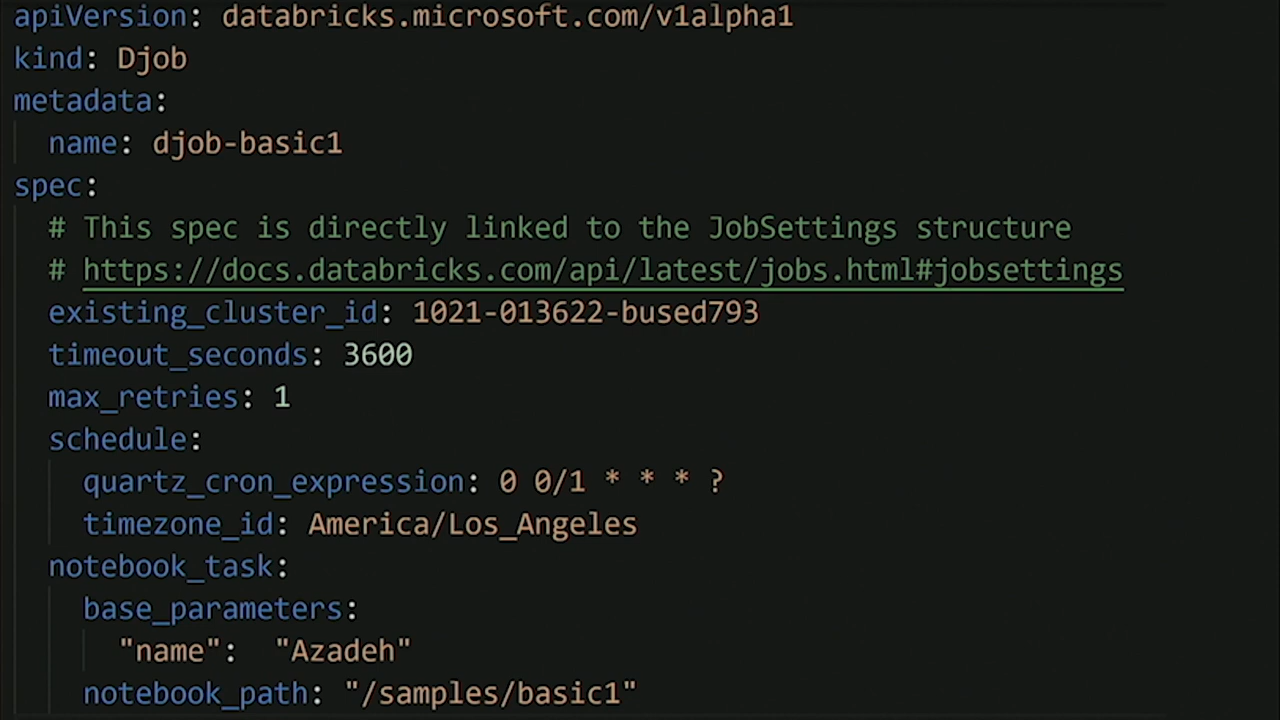 apiVersion: databricks.microsoft.com/v1alpha1
kind: Djob
metadata:
  name: djob-basic1
spec:
  # This spec is directly linked to the JobSettings structure
  # https://docs.databricks.com/api/latest/jobs.html#jobsettings
  existing_cluster_id: 1021-013622-bused793
  timeout_seconds: 3600
  max_retries: 1
  schedule:
    quartz_cron_expression: 0 0/1 * * * ?
    timezone_id: America/Los_Angeles
  notebook_task:
    base_parameters:
      "name":  "Azadeh"
    notebook_path: "/samples/basic1"